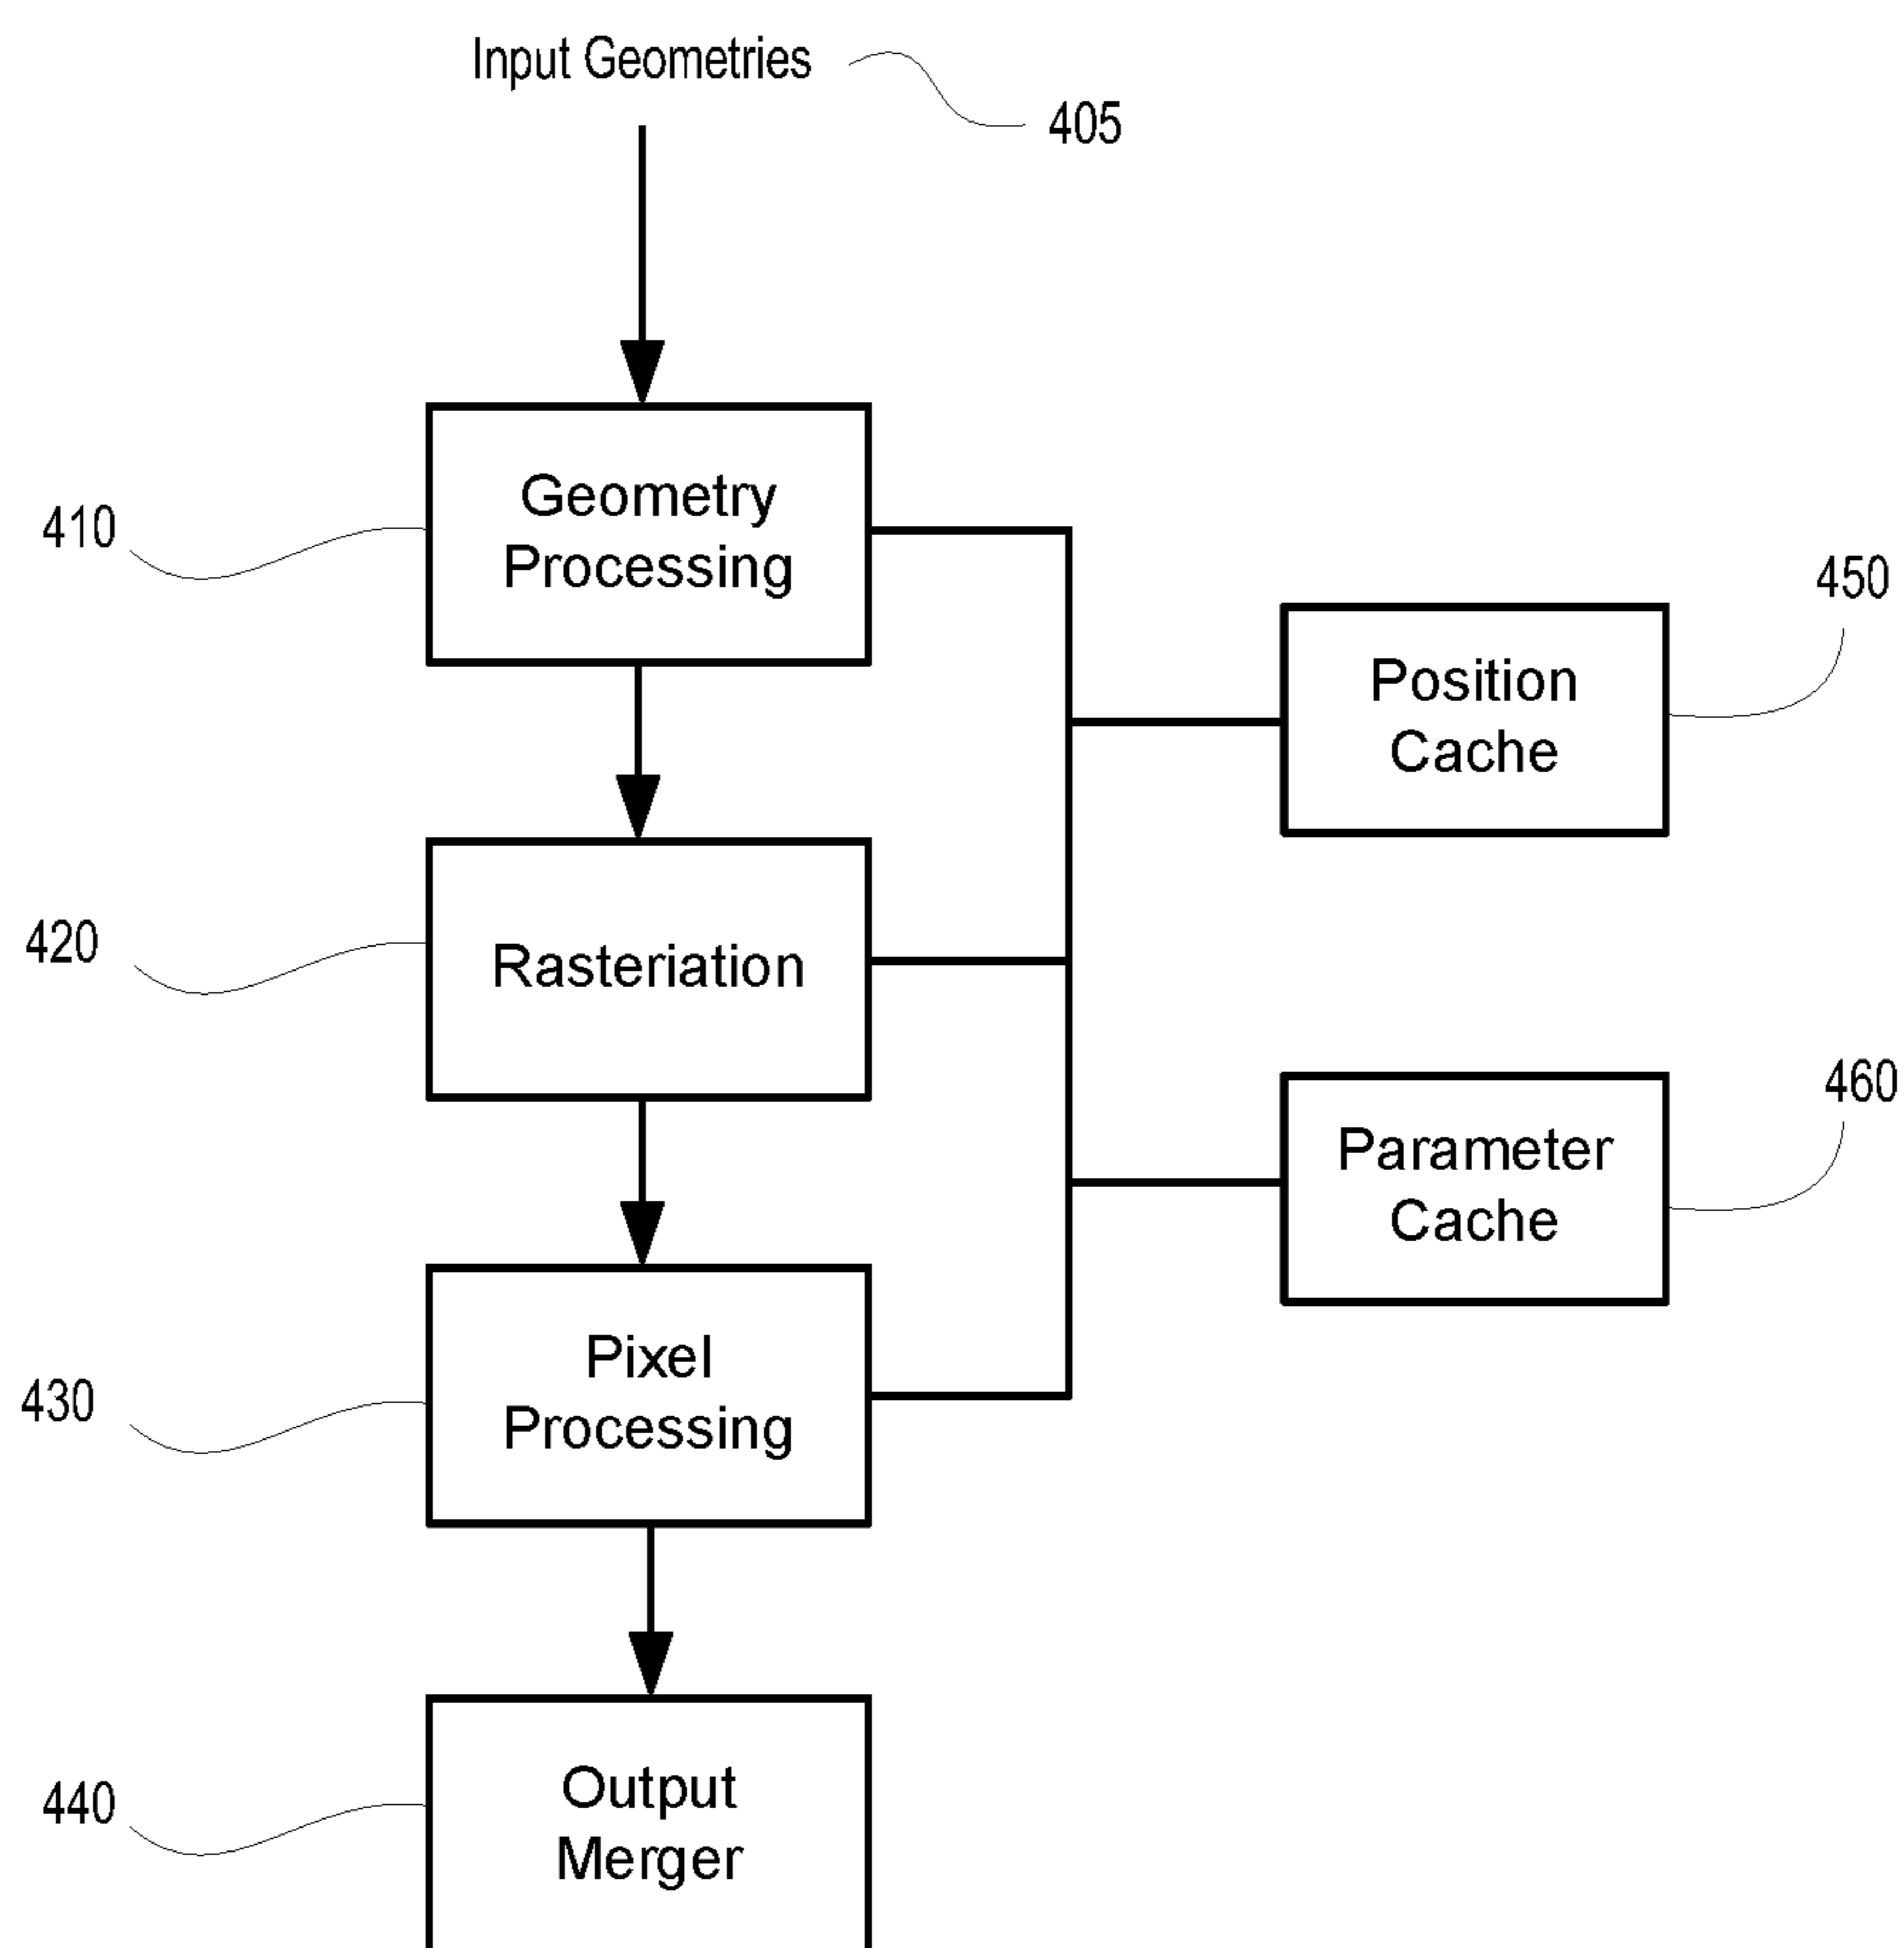 Input Geometries
405
Geometry
Processing
410
450
Position
Cache
420
Rasteriation
460
Parameter
Cache
Pixel
Processing
430
Output
Merger
440